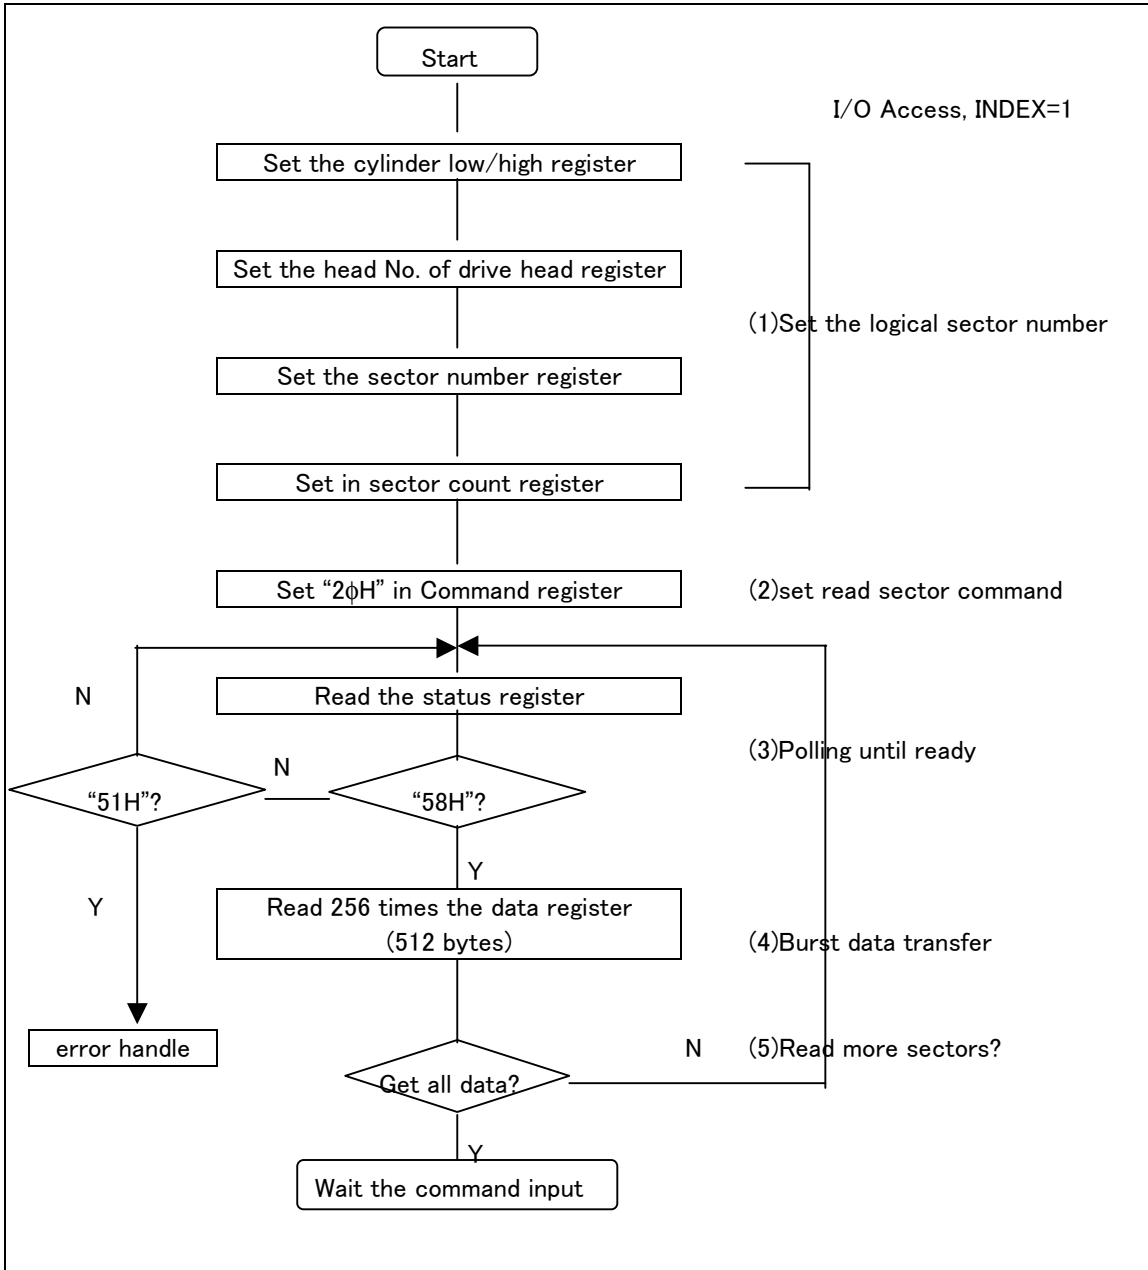 Start
I/O Access, INDEX=1
Set the cylinder low/high register
Set the head No. of drive head register
(1)Set the logical sector number
Set the sector number register
Set in sector count register
Set “2ϕH” in Command register
(2)set read sector command
N
Read the status register
(3)Polling until ready
N
“51H”?
“58H”?
Y
Y
Read 256 times the data register
(512 bytes)
(4)Burst data transfer
error handle
N
(5)Read more sectors?
Get all data?
Y
Wait the command input